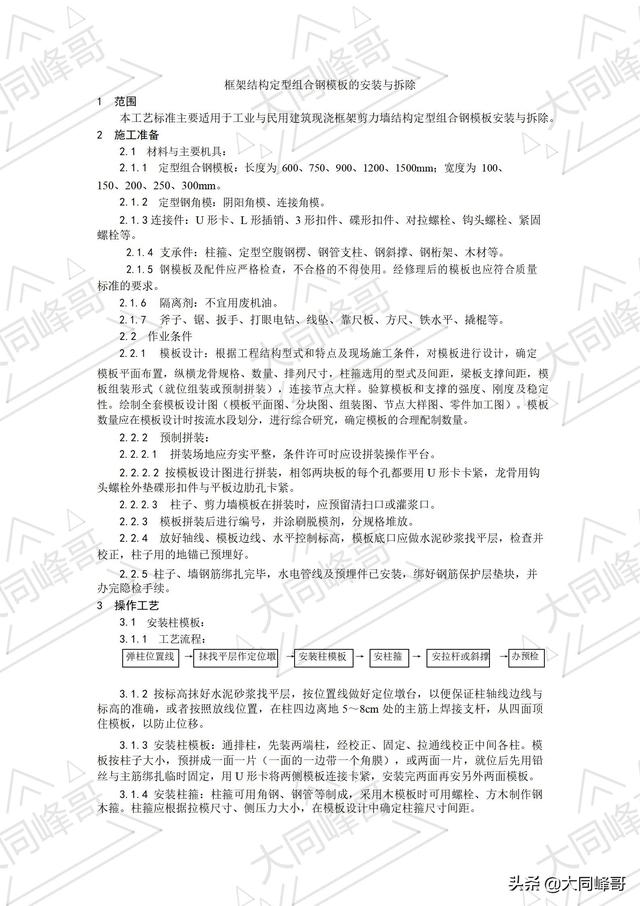 框架结构定型组合钢模板的安装与拆除
1 范围
本工艺标准主要适用于工业与民用建筑现浇框架剪力墙结构定型组合钢模板安装与拆除。
2 施工准备
2.1 材料与主要机具：
2.1.1 定型组合钢模板：长度为 600、750、900、1200、1500mm；宽度为 100、
150、200、250、300mm。
2.1.2 定型钢角模：阴阳角模、连接角模。
2.1.3 连接件：U 形卡、L 形插销、3 形扣件、碟形扣件、对拉螺栓、钩头螺栓、紧固
螺栓等。
2.1.4 支承件：柱箍、定型空腹钢楞、钢管支柱、钢斜撑、钢桁架、木材等。
2.1.5 钢模板及配件应严格检查，不合格的不得使用。经修理后的模板也应符合质量
标准的要求。
2.1.6 隔离剂：不宜用废机油。
2.1.7 斧子、锯、扳手、打眼电钻、线坠、靠尺板、方尺、铁水平、撬棍等。
2.2 作业条件
2.2.1 模板设计：根据工程结构型式和特点及现场施工条件，对模板进行设计，确定
模板平面布置，纵横龙骨规格、数量、排列尺寸，柱箍选用的型式及间距，梁板支撑间距，模
板组装形式（就位组装或预制拼装），连接节点大样。验算模板和支撑的强度、刚度及稳定
性。绘制全套模板设计图（模板平面图、分块图、组装图、节点大样图、零件加工图）。模板
数量应在模板设计时按流水段划分，进行综合研究，确定模板的合理配制数量。
2.2.2 预制拼装：
2.2.2.1 拼装场地应夯实平整，条件许可时应设拼装操作平台。
2.2.2.2 按模板设计图进行拼装，相邻两块板的每个孔都要用 U 形卡卡紧，龙骨用钩
头螺栓外垫碟形扣件与平板边肋孔卡紧。
2.2.2.3 柱子、剪力墙模板在拼装时，应预留清扫口或灌浆口。
2.2.3 模板拼装后进行编号，并涂刷脱模剂，分规格堆放。
2.2.4 放好轴线、模板边线、水平控制标高，模板底口应做水泥砂浆找平层，检查并
校正，柱子用的地锚已预埋好。
2.2.5 柱子、墙钢筋绑扎完毕，水电管线及预埋件已安装，绑好钢筋保护层垫块，并
办完隐检手续。
3 操作工艺
3.1 安装柱模板：
3.1.1 工艺流程：
弹柱位置线 → 抹找平层作定位墩 → 安装柱模板 → 安柱箍 → 安拉杆或斜撑 → 办预检
3.1.2 按标高抹好水泥砂浆找平层，按位置线做好定位墩台，以便保证柱轴线边线与
标高的准确，或者按照放线位置，在柱四边离地 5～8cm 处的主筋上焊接支杆，从四面顶
住模板，以防止位移。
3.1.3 安装柱模板：通排柱，先装两端柱，经校正、固定、拉通线校正中间各柱。模
板按柱子大小，预拼成一面一片（一面的一边带一个角膜），或两面一片，就位后先用铅
丝与主筋绑扎临时固定，用 U 形卡将两侧模板连接卡紧，安装完两面再安另外两面模板。
3.1.4 安装柱箍：柱箍可用角钢、钢管等制成，采用木模板时可用螺栓、方木制作钢
木箍。柱箍应根据拉模尺寸、侧压力大小，在模板设计中确定柱箍尺寸间距。
大同峰哥
头条 @大同峰哥